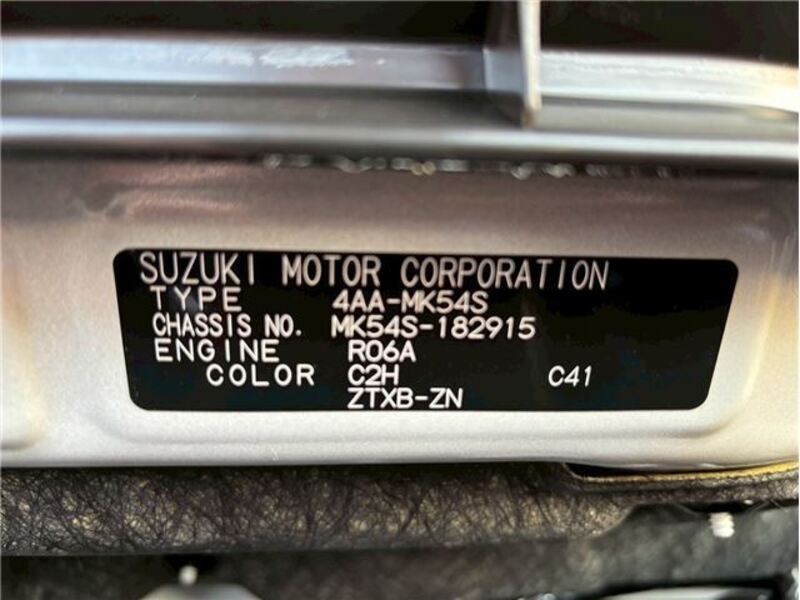 SUZUKI MOTOR CORPORATION
TYPE 4AA-MK54S
CHASSIS NO. MK54S-182915
ENGINE R06A
COLOR C2H C41
ZTXB-ZN